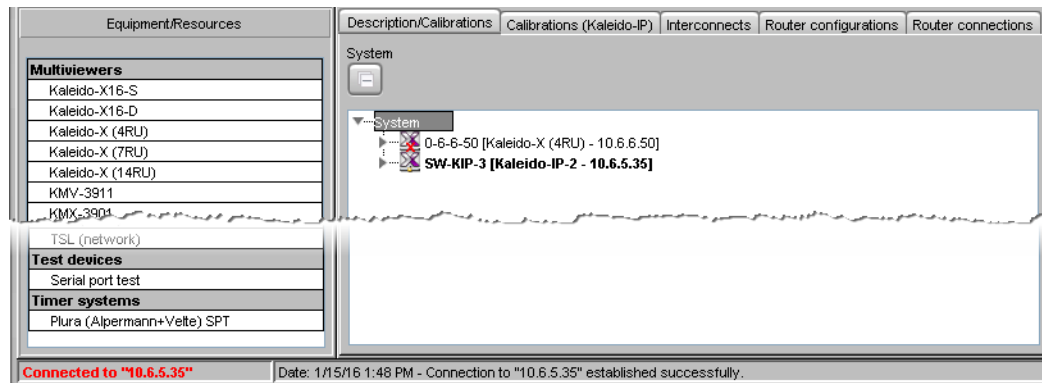 Equipment/Resources
Multiviewers
Kaleido-X16-S
Kaleido-X16-D
Kaleido-X (4RU)
Kaleido-X (7RU)
Kaleido-X (14RU)
KMV-3911
KMX-3901
TSL (network)
Test devices
Serial port test
Timer systems
Plura (Alpermann+Velte) SPT
Description/Calibrations Calibrations (Kaleido-IP) Interconnects Router configurations Router connections
System
System
0-6-6-50 [Kaleido-X (4RU) - 10.6.6.50]
SW-KIP-3 [Kaleido-IP-2 - 10.6.5.35]
Connected to "10.6.5.35" Date: 1/15/16 1:48 PM - Connection to "10.6.5.35" established successfully.